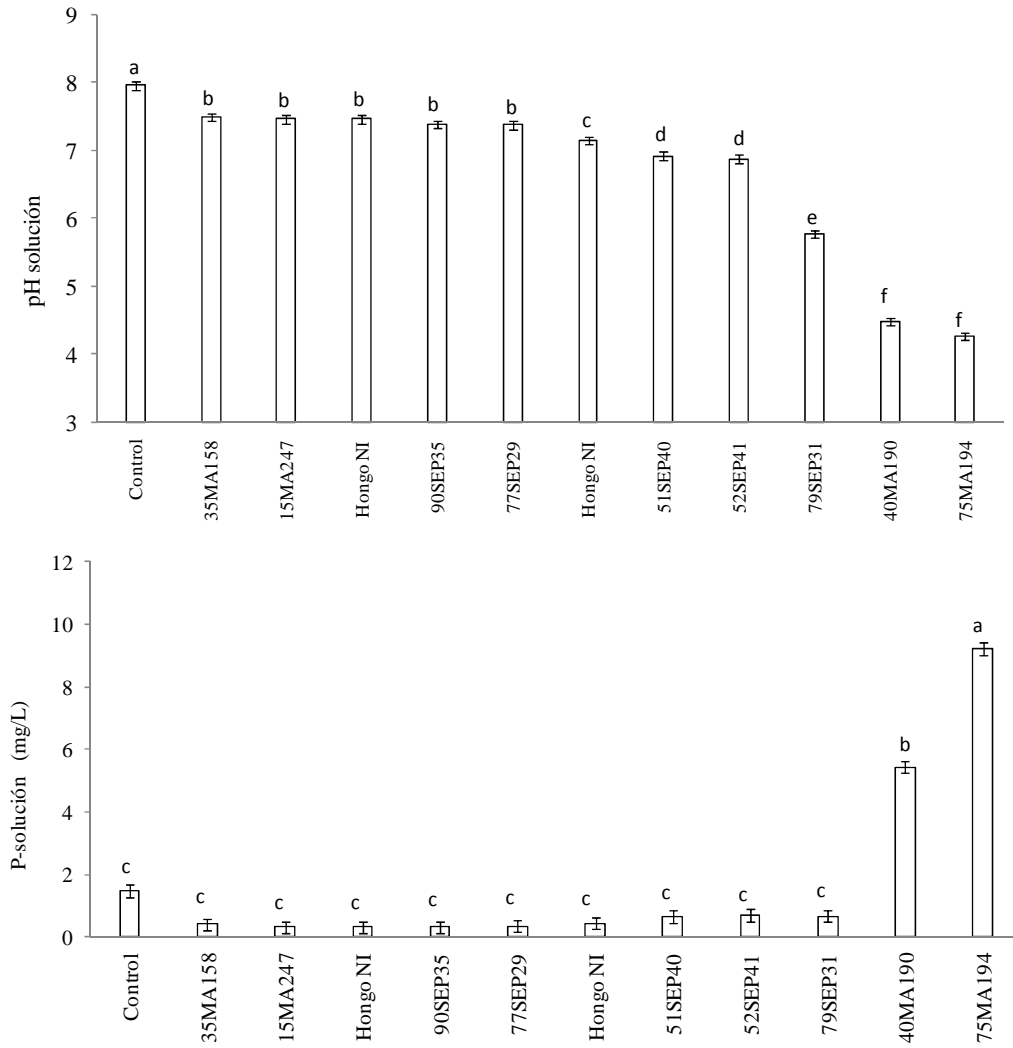 9
8
7
6
5
4
3
pH solución
a
b
b
b
b
b
c
d
d
e
f
f
Control
35MA158
15MA247
Hongo NI
90SEP35
77SEP29
Hongo NI
51SEP40
52SEP41
79SEP31
40MA190
75MA194
12
10
8
6
4
2
0
P-solución (mg/L)
c
c
c
c
c
c
c
c
c
c
b
a
Control
35MA158
15MA247
Hongo NI
90SEP35
77SEP29
Hongo NI
51SEP40
52SEP41
79SEP31
40MA190
75MA194